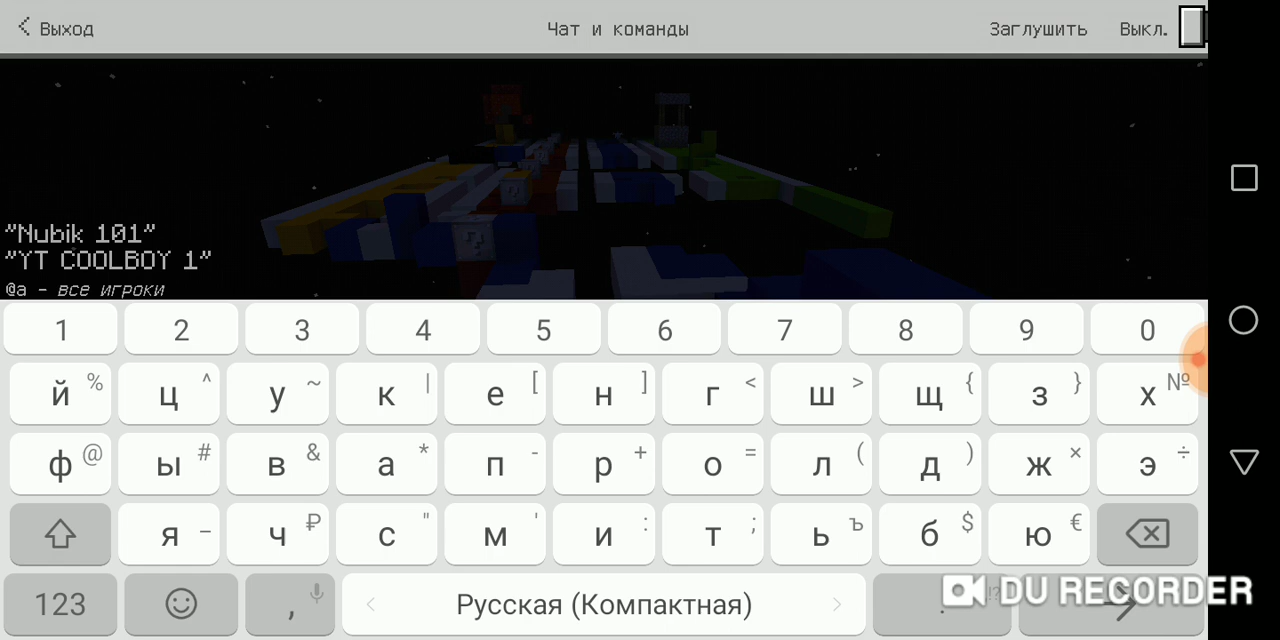 Выход
Чат и команды
Заглушить
Выкл.
"Nubik 101"
"YT COOLBOY 1"
@a - все игроки
1 2 3 4 5 6 7 8 9 0
й % ц ^ у ~ к | е [ н ] г < ш > щ { з } х №
ф @ ы # в & а * п - р + о = л ( д ) ж × э ÷
я – ч ₽ с " м ' и : т ; ь ъ б $ ю €
123 , Русская (Компактная) . !?
DU RECORDER